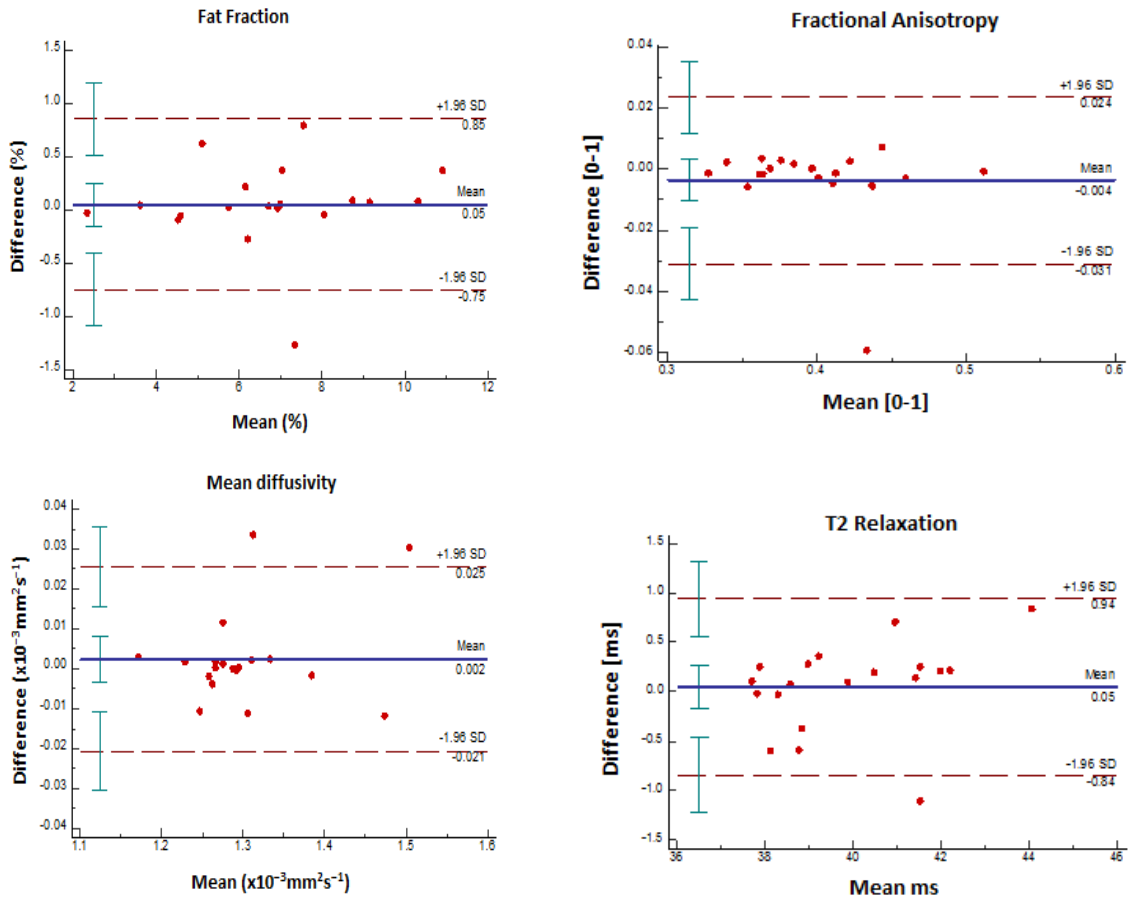 Fat Fraction
1.5
1.0
0.5
0.0
-0.5
-1.0
-1.5
Difference (%)
+1.96 SD
0.85
Mean
0.05
-1.96 SD
-0.75
2 4 6 8 10 12
Mean (%)
Fractional Anisotropy
0.04
0.02
0.00
-0.02
-0.04
-0.06
Difference [0-1]
+1.96 SD
0.024
Mean
-0.004
-1.96 SD
-0.031
0.3 0.4 0.5 0.6
Mean [0-1]
Mean diffusivity
0.04
0.03
0.02
0.01
0.00
-0.01
-0.02
-0.03
-0.04
Difference (x10⁻³mm²s⁻¹)
+1.96 SD
0.025
Mean
0.002
-1.96 SD
-0.021
1.1 1.2 1.3 1.4 1.5 1.6
Mean (x10⁻³mm²s⁻¹)
T2 Relaxation
1.5
1.0
0.5
0.0
-0.5
-1.0
-1.5
Difference [ms]
+1.96 SD
0.94
Mean
0.05
-1.96 SD
-0.84
36 38 40 42 44 46
Mean ms